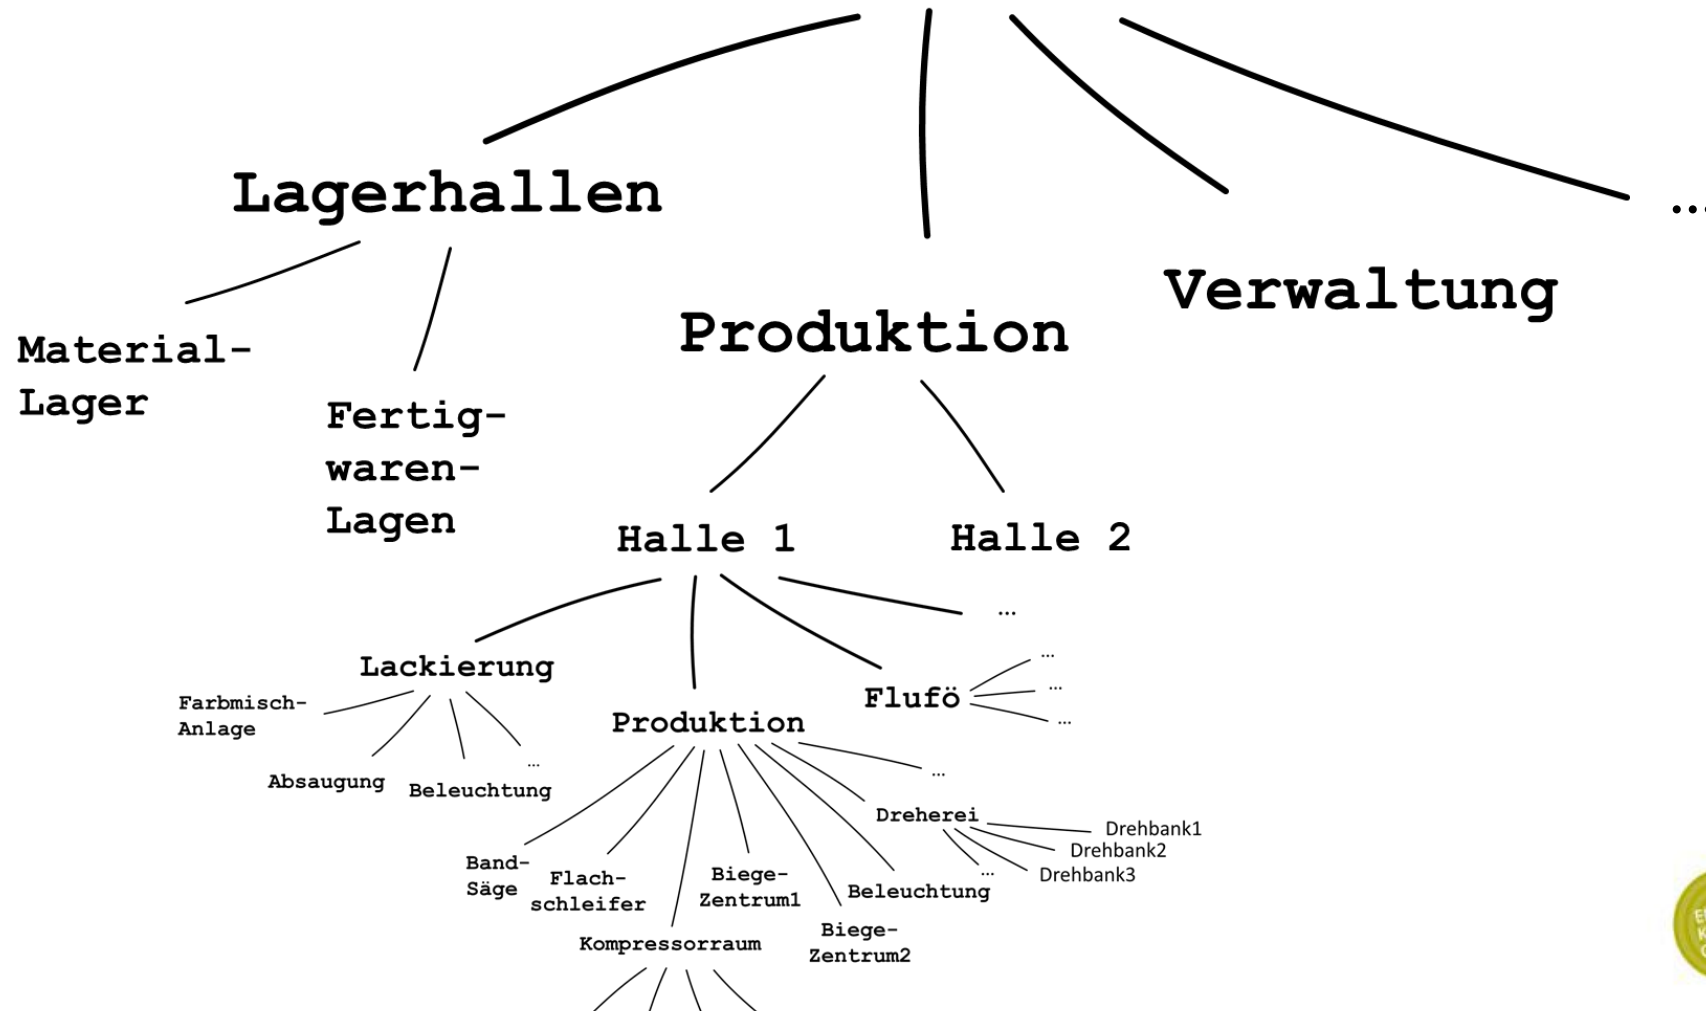 Lagerhallen
...
Verwaltung
Produktion
Material-
Lager
Fertig-
waren-
Lagen
Halle 1
Halle 2
...
Lackierung
Flufö
...
...
...
Farbmisch-
Anlage
Produktion
Absaugung
Beleuchtung
...
...
Dreherei
Drehbank1
Drehbank2
Drehbank3
...
Band-
Säge
Flach-
schleifer
Biege-
Zentrum1
Beleuchtung
Biege-
Zentrum2
Kompressorraum